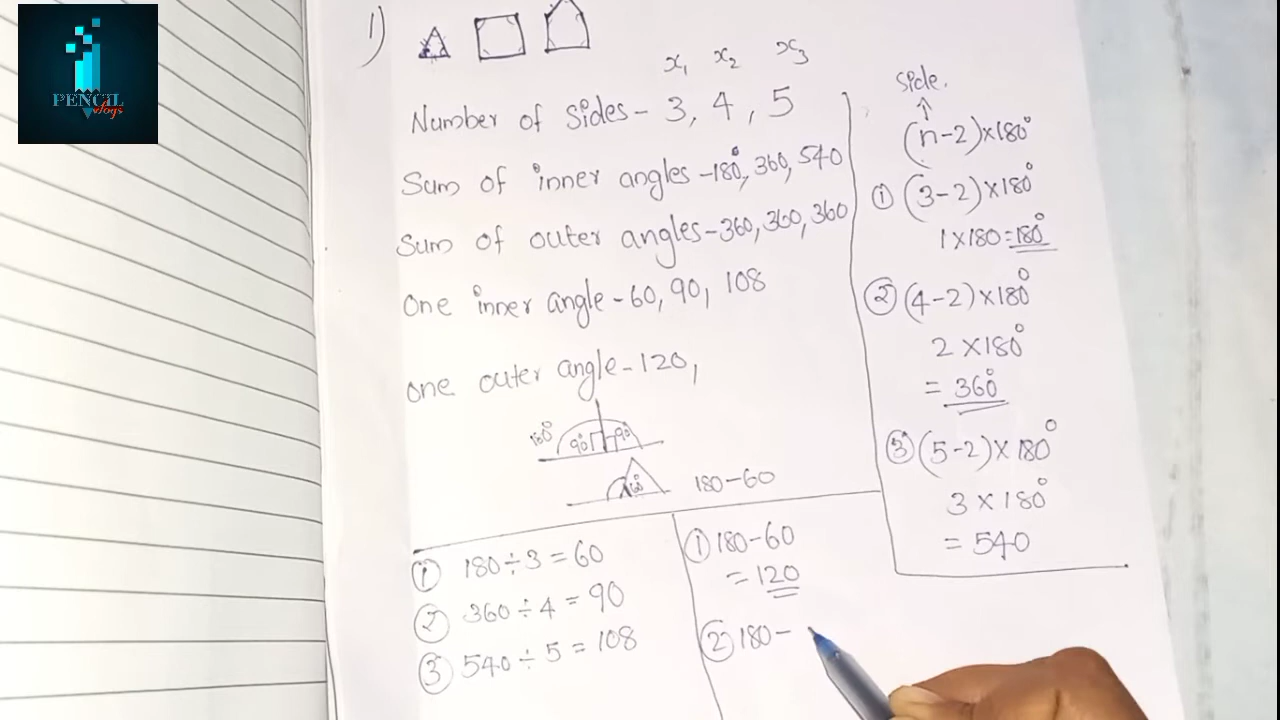 PENCIL
dogs
1)
x₁ x₂ x₃
Number of sides - 3, 4, 5
Sum of inner angles - 180°, 360, 540
Sum of outer angles - 360, 360, 360
One inner angle - 60, 90, 108
One outer angle - 120,
180° 90° 90°
60° 180-60
① 180÷3 = 60
② 360÷4 = 90
③ 540÷5 = 108
① 180-60
= 120
② 180-
side.
(n-2)×180°
① (3-2)×180°
1×180=180°
② (4-2)×180°
2×180°
= 360°
③ (5-2)×180°
3×180°
= 540